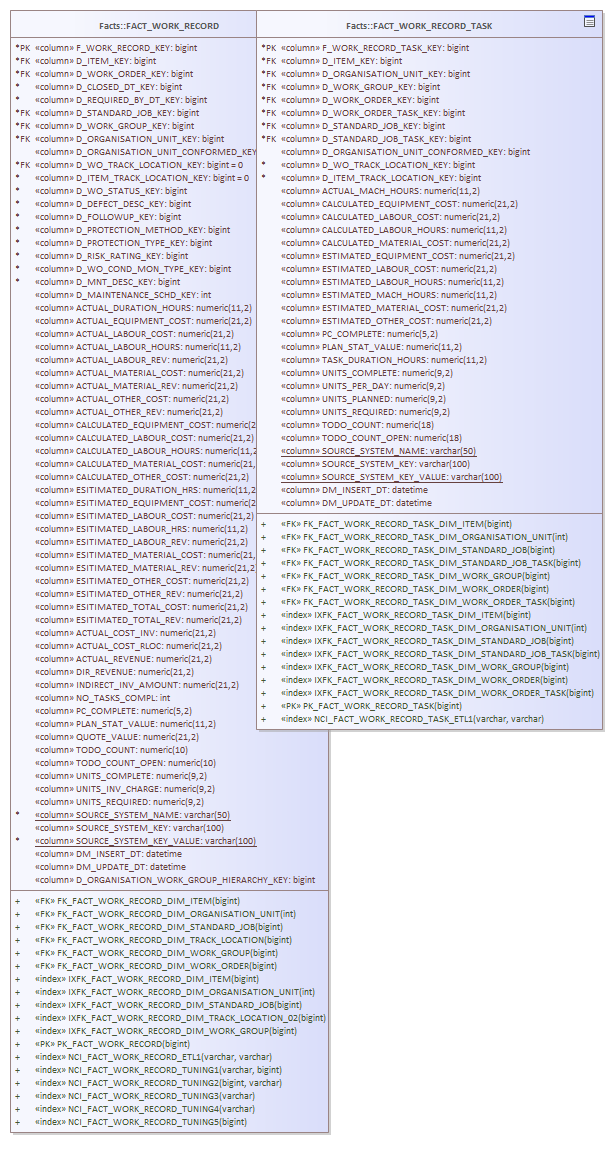 Facts::FACT_WORK_RECORD
*PK «column» F_WORK_RECORD_KEY: bigint
*FK «column» D_ITEM_KEY: bigint
*FK «column» D_WORK_ORDER_KEY: bigint
* «column» D_CLOSED_DT_KEY: bigint
* «column» D_REQUIRED_BY_DT_KEY: bigint
*FK «column» D_STANDARD_JOB_KEY: bigint
*FK «column» D_WORK_GROUP_KEY: bigint
*FK «column» D_ORGANISATION_UNIT_KEY: bigint
«column» D_ORGANISATION_UNIT_CONFORMED_KEY
*FK «column» D_WO_TRACK_LOCATION_KEY: bigint = 0
* «column» D_ITEM_TRACK_LOCATION_KEY: bigint = 0
* «column» D_WO_STATUS_KEY: bigint
* «column» D_DEFECT_DESC_KEY: bigint
* «column» D_FOLLOWUP_KEY: bigint
* «column» D_PROTECTION_METHOD_KEY: bigint
* «column» D_PROTECTION_TYPE_KEY: bigint
* «column» D_RISK_RATING_KEY: bigint
* «column» D_WO_COND_MON_TYPE_KEY: bigint
* «column» D_MNT_DESC_KEY: bigint
«column» D_MAINTENANCE_SCHD_KEY: int
«column» ACTUAL_DURATION_HOURS: numeric(11,2)
«column» ACTUAL_EQUIPMENT_COST: numeric(21,2)
«column» ACTUAL_LABOUR_COST: numeric(21,2)
«column» ACTUAL_LABOUR_HOURS: numeric(11,2)
«column» ACTUAL_LABOUR_REV: numeric(21,2)
«column» ACTUAL_MATERIAL_COST: numeric(21,2)
«column» ACTUAL_MATERIAL_REV: numeric(21,2)
«column» ACTUAL_OTHER_COST: numeric(21,2)
«column» ACTUAL_OTHER_REV: numeric(21,2)
«column» CALCULATED_EQUIPMENT_COST: numeric(2
«column» CALCULATED_LABOUR_COST: numeric(21,2)
«column» CALCULATED_LABOUR_HOURS: numeric(11,2
«column» CALCULATED_MATERIAL_COST: numeric(21,
«column» CALCULATED_OTHER_COST: numeric(21,2)
«column» ESITIMATED_DURATION_HRS: numeric(11,2
«column» ESITIMATED_EQUIPMENT_COST: numeric(21
«column» ESITIMATED_LABOUR_COST: numeric(21,2)
«column» ESITIMATED_LABOUR_HRS: numeric(11,2)
«column» ESITIMATED_LABOUR_REV: numeric(21,2)
«column» ESITIMATED_MATERIAL_COST: numeric(21,
«column» ESITIMATED_MATERIAL_REV: numeric(21,2
«column» ESITIMATED_OTHER_COST: numeric(21,2)
«column» ESITIMATED_OTHER_REV: numeric(21,2)
«column» ESITIMATED_TOTAL_COST: numeric(21,2)
«column» ESITIMATED_TOTAL_REV: numeric(21,2)
«column» ACTUAL_COST_INV: numeric(21,2)
«column» ACTUAL_COST_RLOC: numeric(21,2)
«column» ACTUAL_REVENUE: numeric(21,2)
«column» DIR_REVENUE: numeric(21,2)
«column» INDIRECT_INV_AMOUNT: numeric(21,2)
«column» NO_TASKS_COMPL: int
«column» PC_COMPLETE: numeric(5,2)
«column» PLAN_STAT_VALUE: numeric(11,2)
«column» QUOTE_VALUE: numeric(21,2)
«column» TODO_COUNT: numeric(10)
«column» TODO_COUNT_OPEN: numeric(10)
«column» UNITS_COMPLETE: numeric(9,2)
«column» UNITS_INV_CHARGE: numeric(9,2)
«column» UNITS_REQUIRED: numeric(9,2)
* «column» SOURCE_SYSTEM_NAME: varchar(50)
«column» SOURCE_SYSTEM_KEY: varchar(100)
* «column» SOURCE_SYSTEM_KEY_VALUE: varchar(100)
«column» DM_INSERT_DT: datetime
«column» DM_UPDATE_DT: datetime
«column» D_ORGANISATION_WORK_GROUP_HIERARCHY_KEY: bigint
+ «FK» FK_FACT_WORK_RECORD_DIM_ITEM(bigint)
+ «FK» FK_FACT_WORK_RECORD_DIM_ORGANISATION_UNIT(int)
+ «FK» FK_FACT_WORK_RECORD_DIM_STANDARD_JOB(bigint)
+ «FK» FK_FACT_WORK_RECORD_DIM_TRACK_LOCATION(bigint)
+ «FK» FK_FACT_WORK_RECORD_DIM_WORK_GROUP(bigint)
+ «FK» FK_FACT_WORK_RECORD_DIM_WORK_ORDER(bigint)
+ «index» IXFK_FACT_WORK_RECORD_DIM_ITEM(bigint)
+ «index» IXFK_FACT_WORK_RECORD_DIM_ORGANISATION_UNIT(int)
+ «index» IXFK_FACT_WORK_RECORD_DIM_STANDARD_JOB(bigint)
+ «index» IXFK_FACT_WORK_RECORD_DIM_TRACK_LOCATION_02(bigint)
+ «index» IXFK_FACT_WORK_RECORD_DIM_WORK_GROUP(bigint)
+ «PK» PK_FACT_WORK_RECORD(bigint)
+ «index» NCI_FACT_WORK_RECORD_ETL1(varchar, varchar)
+ «index» NCI_FACT_WORK_RECORD_TUNING1(varchar, bigint)
+ «index» NCI_FACT_WORK_RECORD_TUNING2(bigint, varchar)
+ «index» NCI_FACT_WORK_RECORD_TUNING3(varchar)
+ «index» NCI_FACT_WORK_RECORD_TUNING4(varchar)
+ «index» NCI_FACT_WORK_RECORD_TUNING5(bigint)
Facts::FACT_WORK_RECORD_TASK
*PK «column» F_WORK_RECORD_TASK_KEY: bigint
*FK «column» D_ITEM_KEY: bigint
*FK «column» D_ORGANISATION_UNIT_KEY: bigint
*FK «column» D_WORK_GROUP_KEY: bigint
*FK «column» D_WORK_ORDER_KEY: bigint
*FK «column» D_WORK_ORDER_TASK_KEY: bigint
*FK «column» D_STANDARD_JOB_KEY: bigint
*FK «column» D_STANDARD_JOB_TASK_KEY: bigint
«column» D_ORGANISATION_UNIT_CONFORMED_KEY: bigint
* «column» D_WO_TRACK_LOCATION_KEY: bigint
* «column» D_ITEM_TRACK_LOCATION_KEY: bigint
«column» ACTUAL_MACH_HOURS: numeric(11,2)
«column» CALCULATED_EQUIPMENT_COST: numeric(21,2)
«column» CALCULATED_LABOUR_COST: numeric(21,2)
«column» CALCULATED_LABOUR_HOURS: numeric(11,2)
«column» CALCULATED_MATERIAL_COST: numeric(21,2)
«column» ESTIMATED_EQUIPMENT_COST: numeric(21,2)
«column» ESTIMATED_LABOUR_COST: numeric(21,2)
«column» ESTIMATED_LABOUR_HOURS: numeric(11,2)
«column» ESTIMATED_MACH_HOURS: numeric(11,2)
«column» ESTIMATED_MATERIAL_COST: numeric(21,2)
«column» ESTIMATED_OTHER_COST: numeric(21,2)
«column» PC_COMPLETE: numeric(5,2)
«column» PLAN_STAT_VALUE: numeric(11,2)
«column» TASK_DURATION_HOURS: numeric(11,2)
«column» UNITS_COMPLETE: numeric(9,2)
«column» UNITS_PER_DAY: numeric(9,2)
«column» UNITS_PLANNED: numeric(9,2)
«column» UNITS_REQUIRED: numeric(9,2)
«column» TODO_COUNT: numeric(18)
«column» TODO_COUNT_OPEN: numeric(18)
«column» SOURCE_SYSTEM_NAME: varchar(50)
«column» SOURCE_SYSTEM_KEY: varchar(100)
«column» SOURCE_SYSTEM_KEY_VALUE: varchar(100)
«column» DM_INSERT_DT: datetime
«column» DM_UPDATE_DT: datetime
+ «FK» FK_FACT_WORK_RECORD_TASK_DIM_ITEM(bigint)
+ «FK» FK_FACT_WORK_RECORD_TASK_DIM_ORGANISATION_UNIT(int)
+ «FK» FK_FACT_WORK_RECORD_TASK_DIM_STANDARD_JOB(bigint)
+ «FK» FK_FACT_WORK_RECORD_TASK_DIM_STANDARD_JOB_TASK(bigint)
+ «FK» FK_FACT_WORK_RECORD_TASK_DIM_WORK_GROUP(bigint)
+ «FK» FK_FACT_WORK_RECORD_TASK_DIM_WORK_ORDER(bigint)
+ «FK» FK_FACT_WORK_RECORD_TASK_DIM_WORK_ORDER_TASK(bigint)
+ «index» IXFK_FACT_WORK_RECORD_TASK_DIM_ITEM(bigint)
+ «index» IXFK_FACT_WORK_RECORD_TASK_DIM_ORGANISATION_UNIT(int)
+ «index» IXFK_FACT_WORK_RECORD_TASK_DIM_STANDARD_JOB(bigint)
+ «index» IXFK_FACT_WORK_RECORD_TASK_DIM_STANDARD_JOB_TASK(bigint)
+ «index» IXFK_FACT_WORK_RECORD_TASK_DIM_WORK_GROUP(bigint)
+ «index» IXFK_FACT_WORK_RECORD_TASK_DIM_WORK_ORDER(bigint)
+ «index» IXFK_FACT_WORK_RECORD_TASK_DIM_WORK_ORDER_TASK(bigint)
+ «PK» PK_FACT_WORK_RECORD_TASK(bigint)
+ «index» NCI_FACT_WORK_RECORD_TASK_ETL1(varchar, varchar)